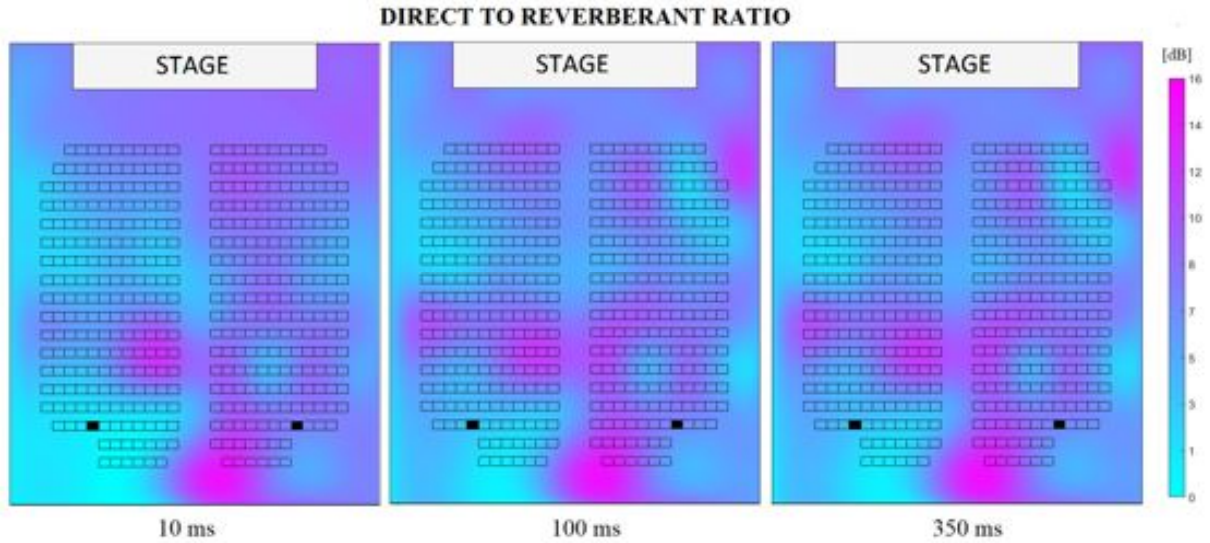 DIRECT TO REVERBERANT RATIO
STAGE
STAGE
STAGE
[dB]
16
14
12
10
8
7
5
3
1
0
10 ms
100 ms
350 ms